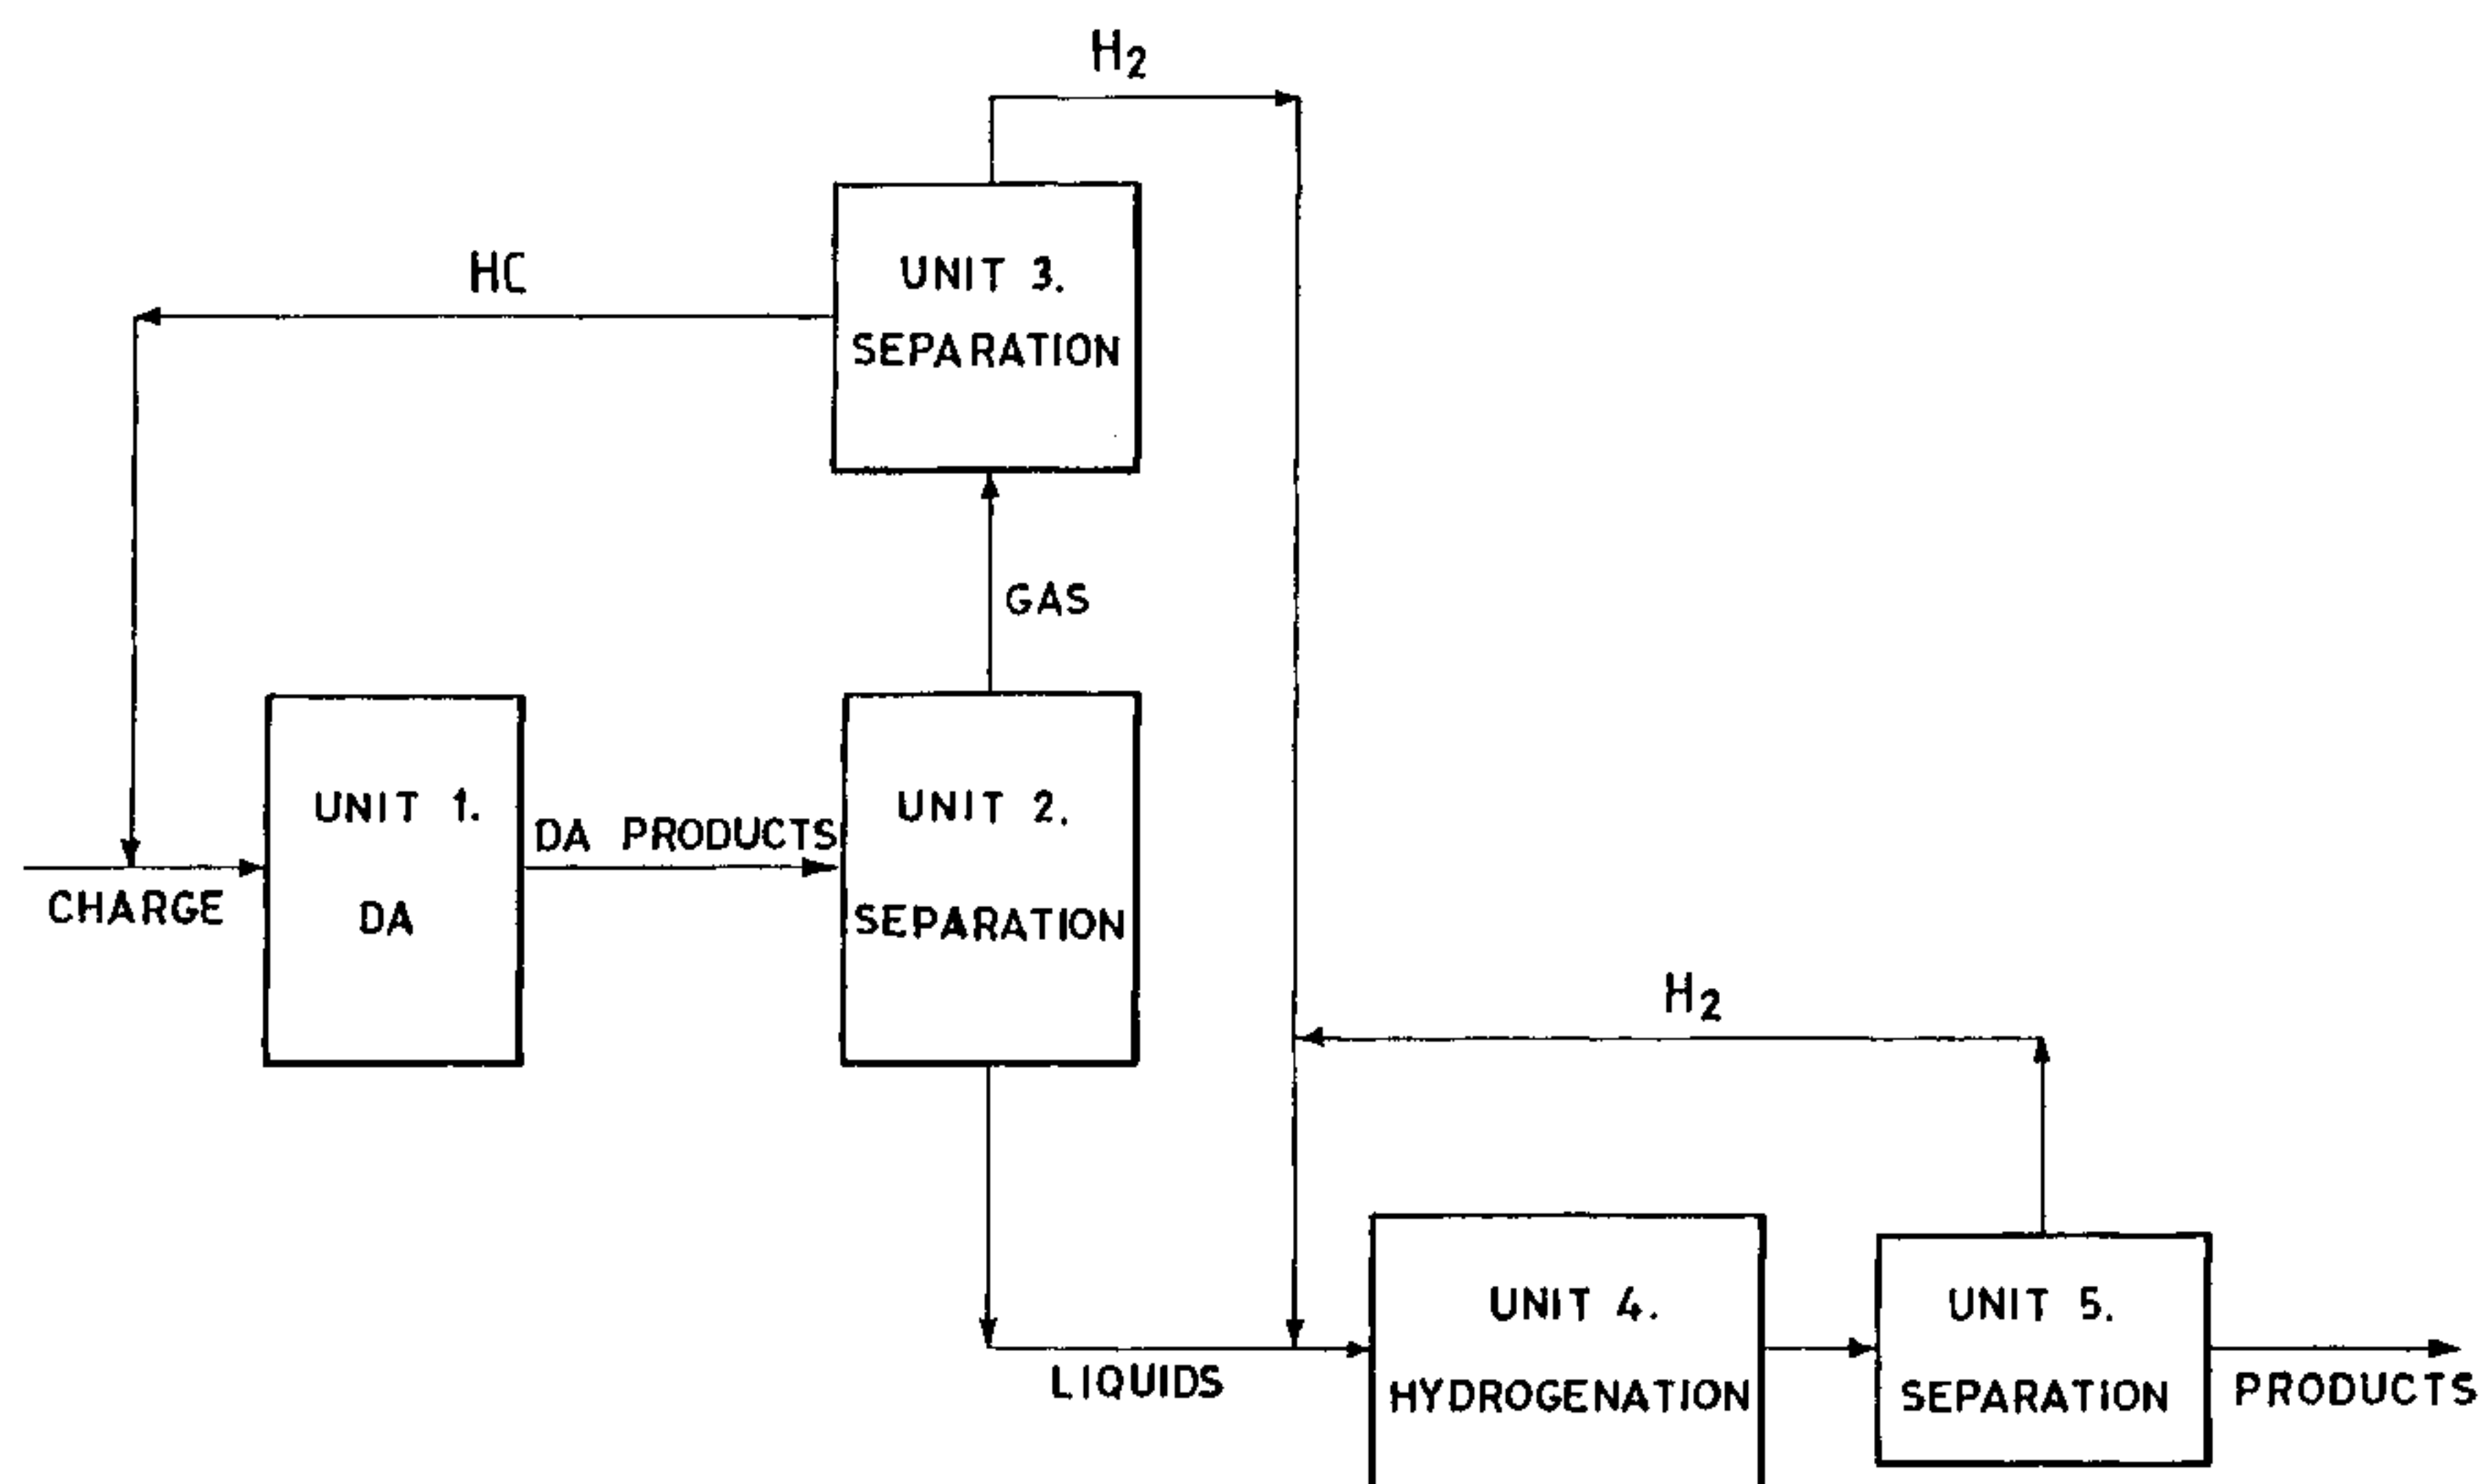 H2
HC
UNIT 3.
SEPARATION
GAS
UNIT 1.
DA
DA PRODUCTS
UNIT 2.
SEPARATION
CHARGE
H2
LIQUIDS
UNIT 4.
HYDROGENATION
UNIT 5.
SEPARATION
PRODUCTS